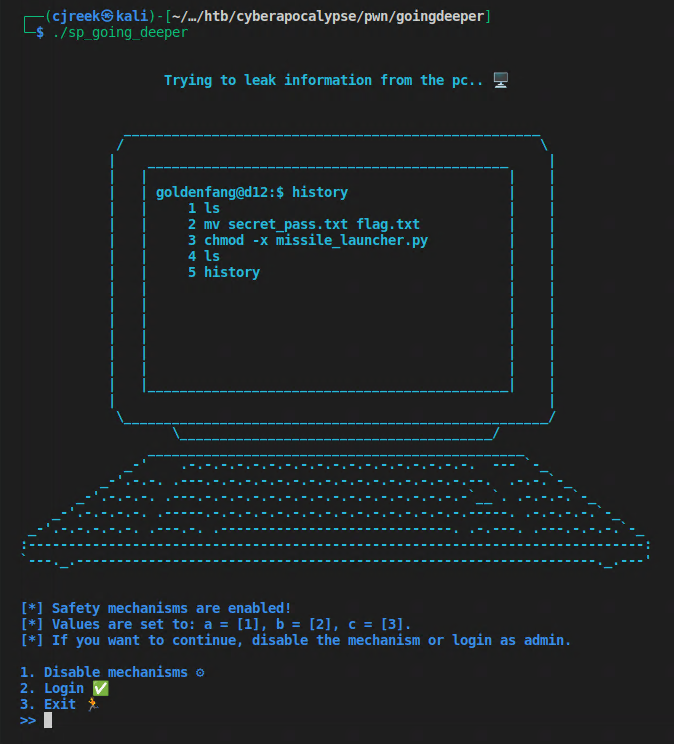 ┌──(cjreek㉿kali)-[~/…/htb/cyberapocalypse/pwn/goingdeeper]
└─$ ./sp_going_deeper
Trying to leak information from the pc.. 🖥️
goldenfang@d12:$ history
1 ls
2 mv secret_pass.txt flag.txt
3 chmod -x missile_launcher.py
4 ls
5 history
[*] Safety mechanisms are enabled!
[*] Values are set to: a = [1], b = [2], c = [3].
[*] If you want to continue, disable the mechanism or login as admin.
1. Disable mechanisms ⚙
2. Login ✅
3. Exit 🏃
>>